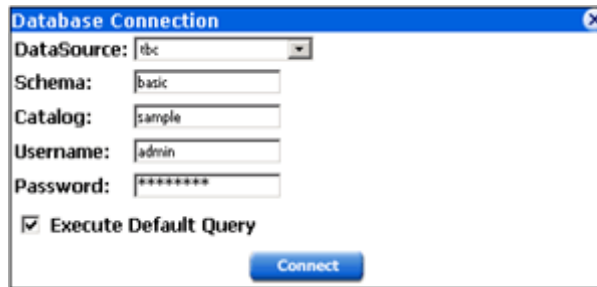 Database Connection
DataSource: tbc
Schema: basic
Catalog: sample
Username: admin
Password: ********
Execute Default Query
Connect